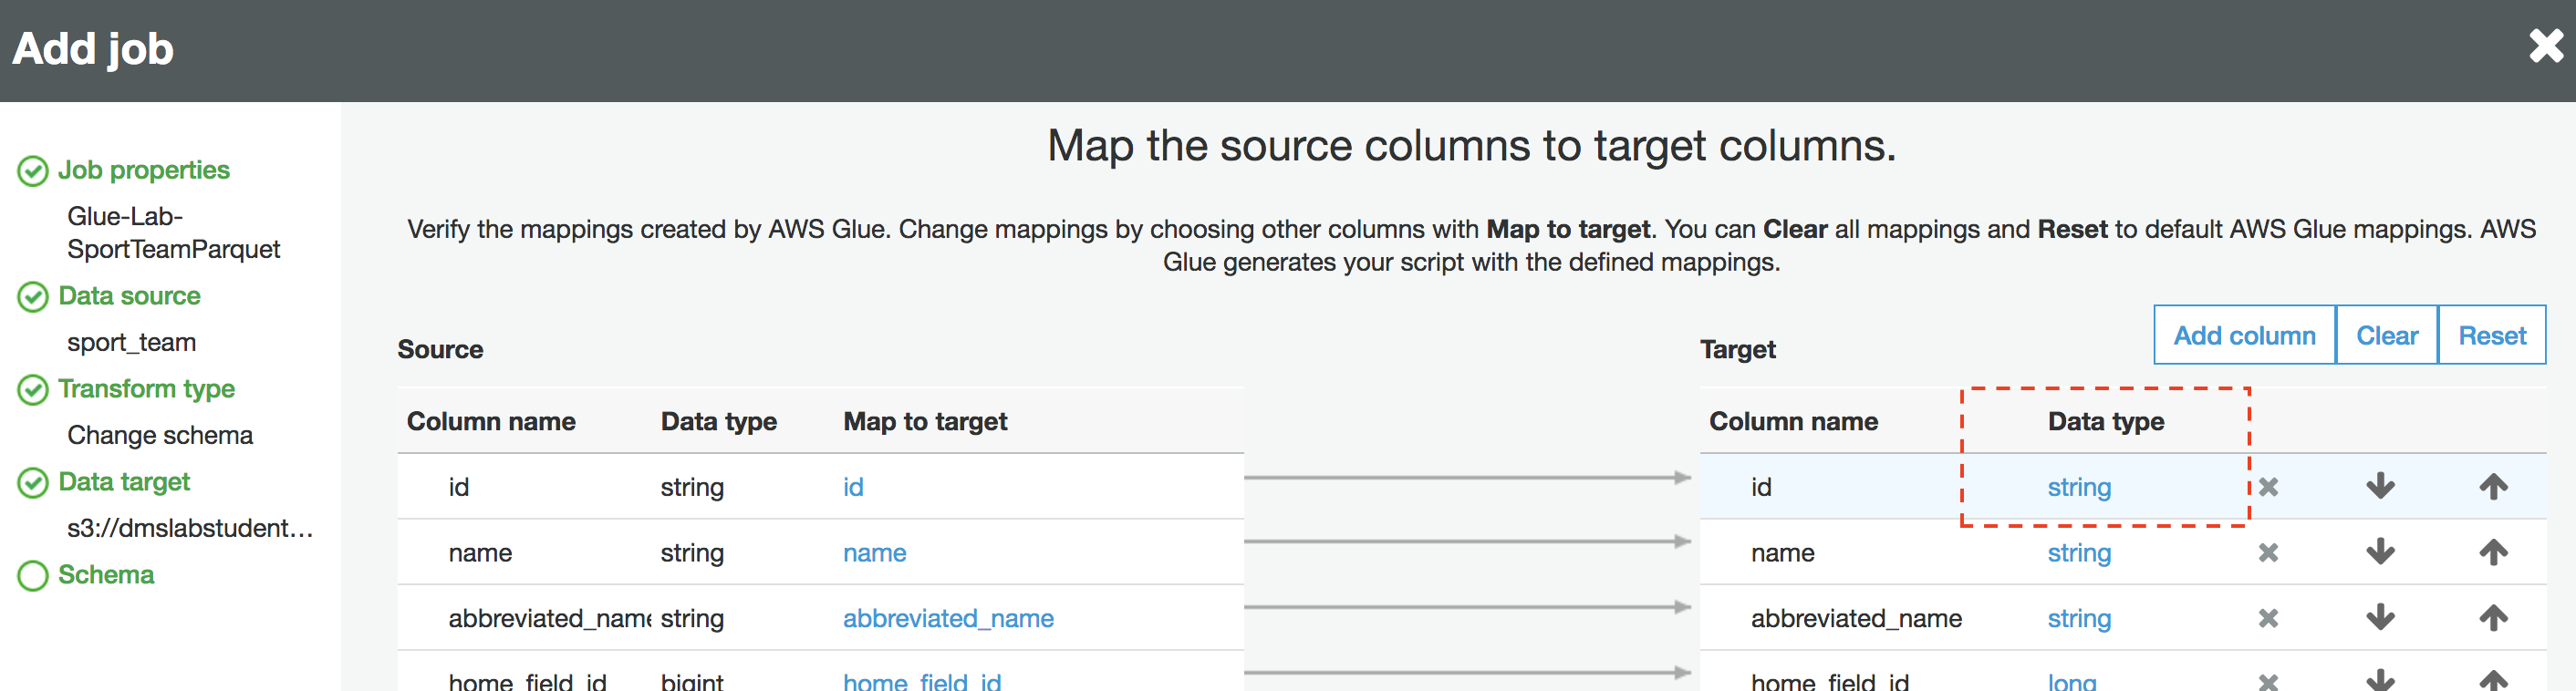 Add job
Job properties
Glue-Lab-
SportTeamParquet
Data source
sport_team
Transform type
Change schema
Data target
s3://dmslabstudent...
Schema
Map the source columns to target columns.
Verify the mappings created by AWS Glue. Change mappings by choosing other columns with Map to target. You can Clear all mappings and Reset to default AWS Glue mappings. AWS
Glue generates your script with the defined mappings.
Add column Clear Reset
Source
Column name Data type Map to target
id string id
name string name
abbreviated_name string abbreviated_name
home_field_id bigint home_field_id
Target
Column name Data type
id string
name string
abbreviated_name string
home_field_id long